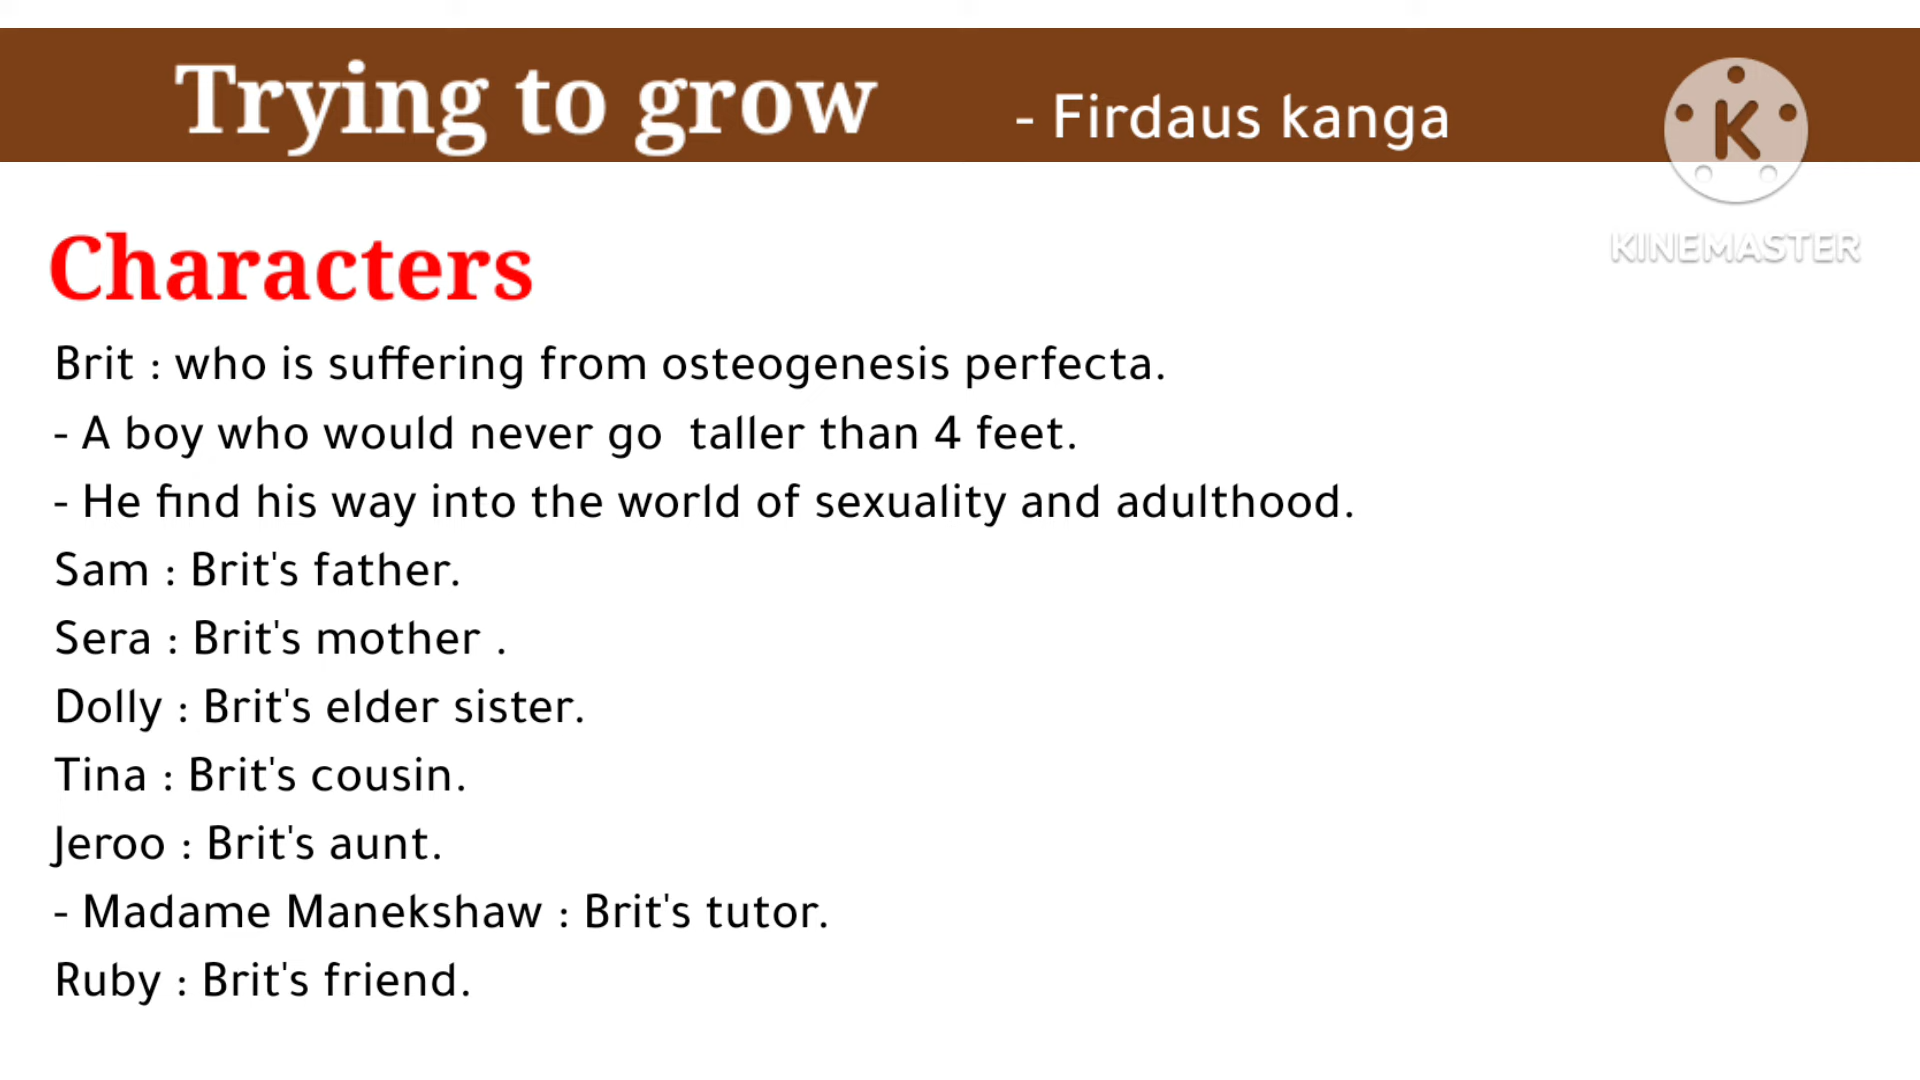 Trying to grow - Firdaus kanga
K
KINEMASTER
Characters
Brit : who is suffering from osteogenesis perfecta.
- A boy who would never go  taller than 4 feet.
- He find his way into the world of sexuality and adulthood.
Sam : Brit's father.
Sera : Brit's mother .
Dolly : Brit's elder sister.
Tina : Brit's cousin.
Jeroo : Brit's aunt.
- Madame Manekshaw : Brit's tutor.
Ruby : Brit's friend.